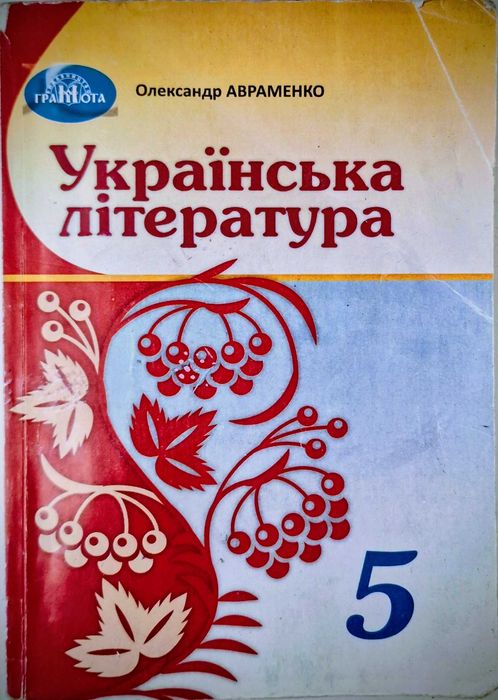 ГРАМОТА
Олександр АВРАМЕНКО
Українська
література
5